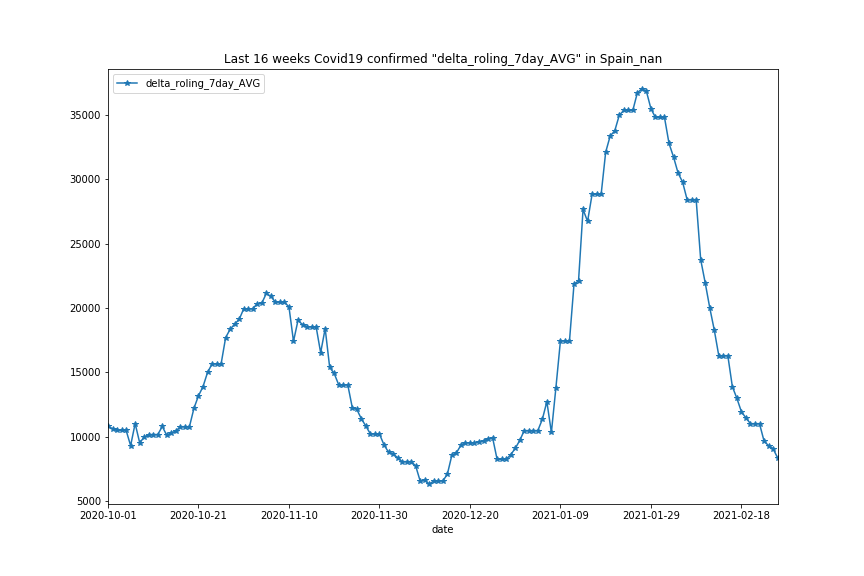 Last 16 weeks Covid19 confirmed "delta_roling_7day_AVG" in Spain_nan
delta_roling_7day_AVG
35000
30000
25000
20000
15000
10000
5000
2020-10-01 2020-10-21 2020-11-10 2020-11-30 2020-12-20 2021-01-09 2021-01-29 2021-02-18
date